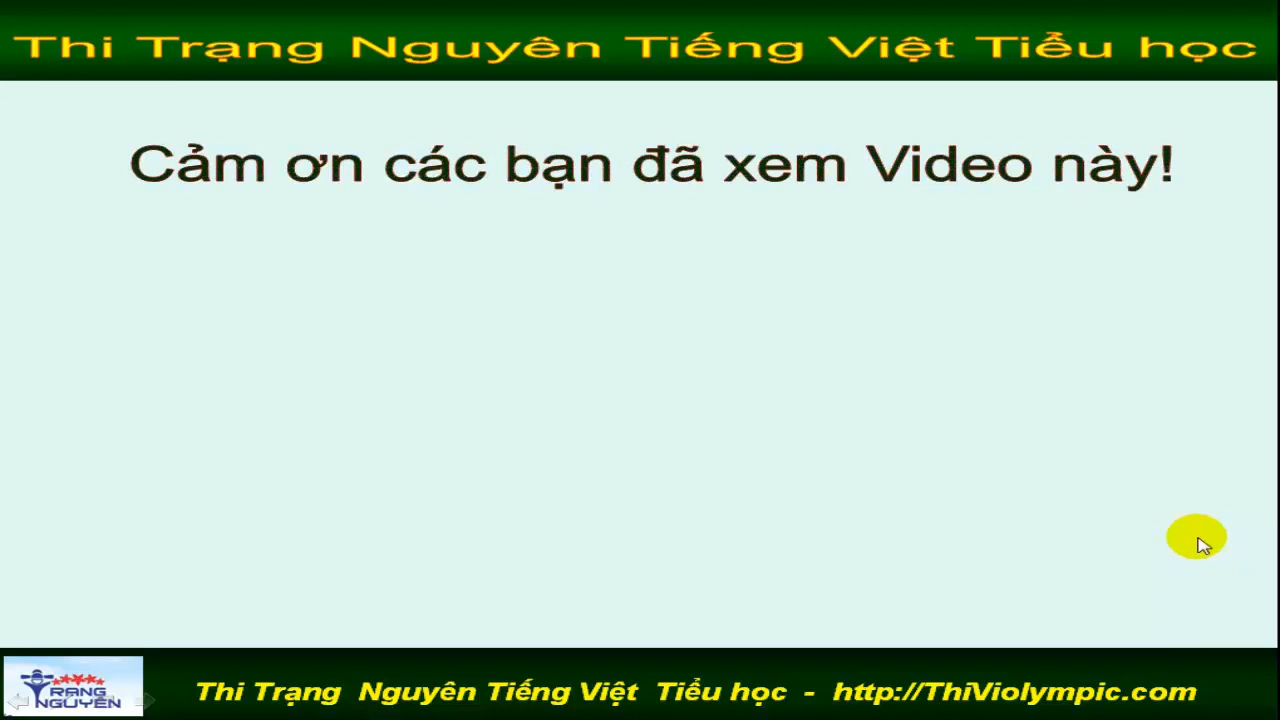 Thi Trạng Nguyên Tiếng Việt Tiểu học
Cảm ơn các bạn đã xem Video này!
TRẠNG
NGUYÊN
Thi Trạng Nguyên Tiếng Việt Tiểu học - http://ThiViolympic.com